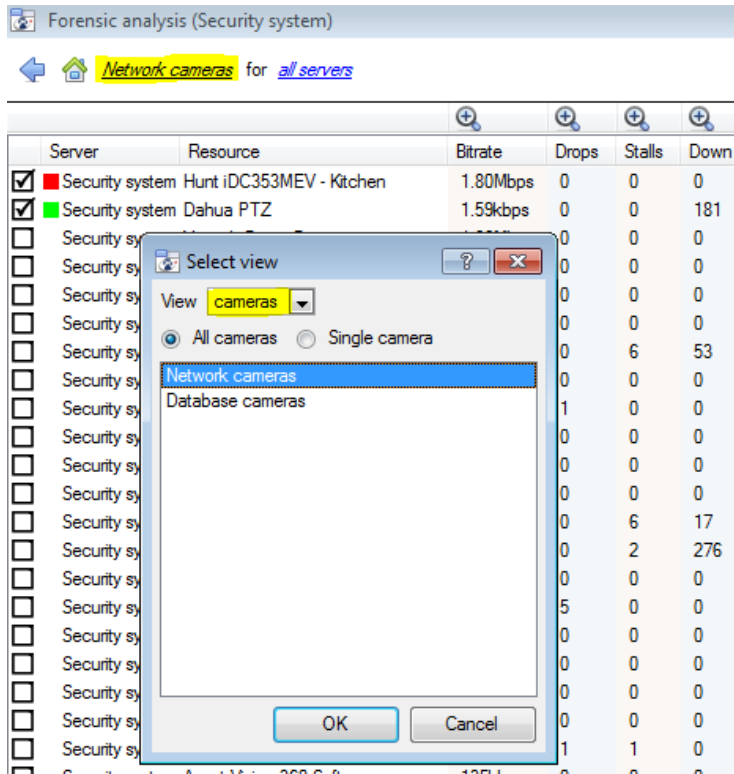 Forensic analysis (Security system)
Network cameras for all servers
Server Resource Bitrate Drops Stalls Down
Security system Hunt iDC353MEV - Kitchen 1.80Mbps 0 0 0
Security system Dahua PTZ 1.59kbps 0 0 181
Security sy 0 0 0
Select view
Security sy 0 0 0
Security sy 0 0 0
View cameras
Security sy 0 0 0
All cameras Single camera
Security sy 0 6 53
Network cameras
Security sy 0 0 0
Database cameras
Security sy 1 0 0
Security sy 0 0 0
Security sy 0 0 0
Security sy 0 0 0
Security sy 0 6 17
Security sy 0 2 276
Security sy 0 0 0
Security sy 5 0 0
Security sy 0 0 0
Security sy 0 0 0
Security sy 0 0 0
Security sy 0 0 0
OK Cancel
Security sy 1 1 0